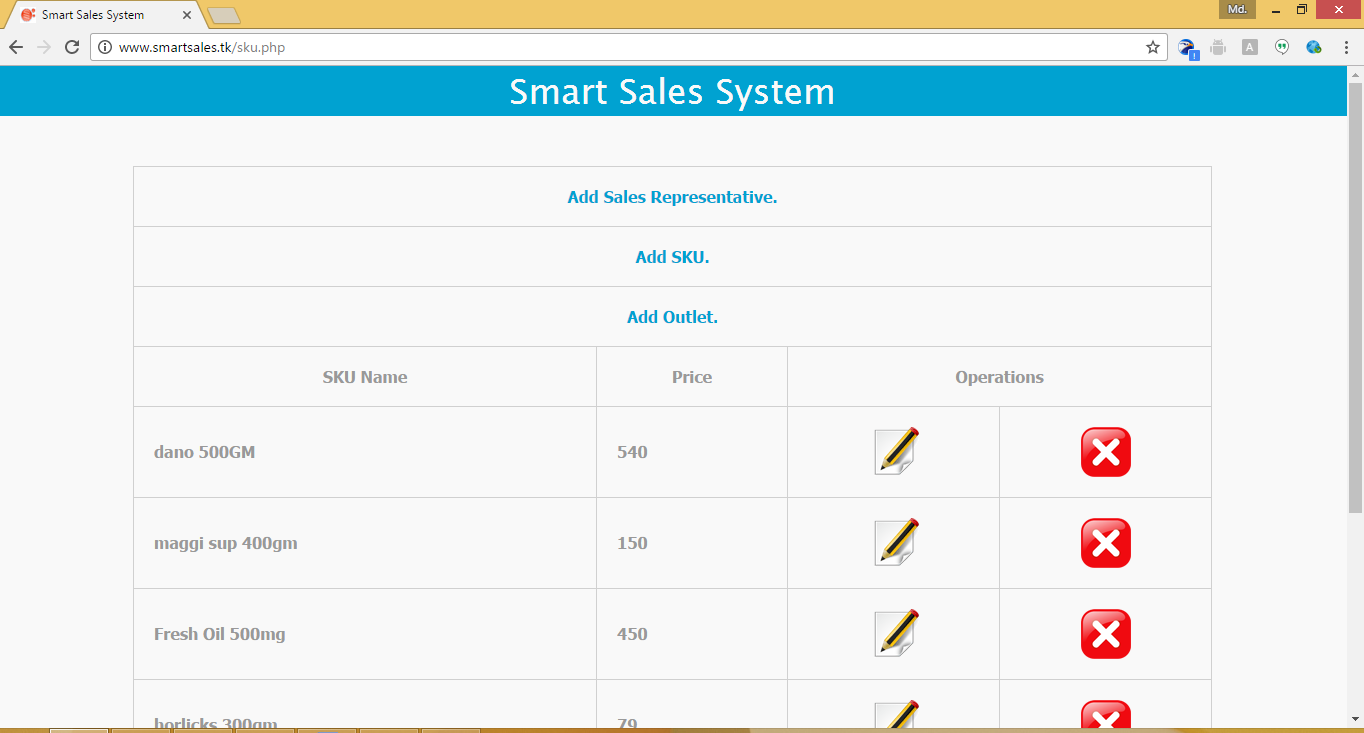 Smart Sales System
Md.
www.smartsales.tk/sku.php
A
Smart Sales System
Add Sales Representative.
Add SKU.
Add Outlet.
SKU Name Price Operations
dano 500GM 540
maggi sup 400gm 150
Fresh Oil 500mg 450
horlicks 300gm 79